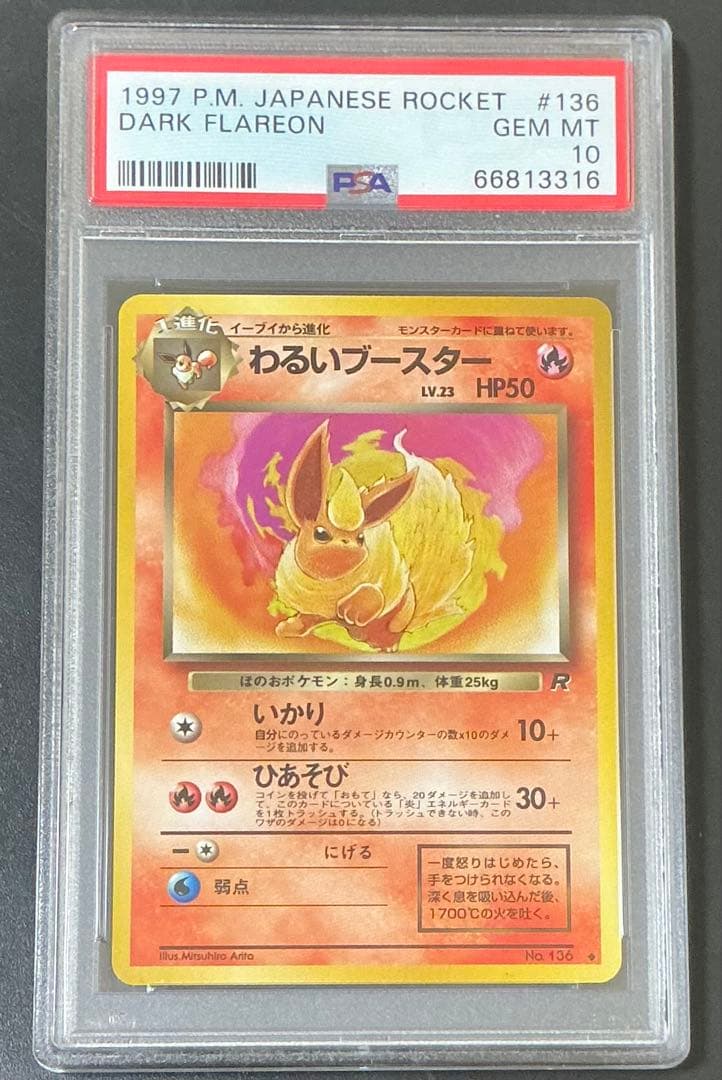 1997 P.M. JAPANESE ROCKET #136
DARK FLAREON GEM MT
10
PSA
66813316
1進化
イーブイから進化 モンスターカードに重ねて使います。
わるいブースター
LV.23 HP50
ほのおポケモン：身長0.9m、体重25kg R
いかり
自分にのっているダメージカウンターの数x10のダメ
ージを追加する。
10+
ひあそび
コインを投げて「おもて」なら、20ダメージを追加し
て、このカードについている「炎」エネルギーカード
を1枚トラッシュする。(トラッシュできない時、この
ワザのダメージは0になる)
30+
にげる
弱点
一度怒りはじめたら、
手をつけられなくなる。
深く息を吸い込んだ後、
1700℃の火を吐く。
Illus.Mitsuhiro Arita No. 136